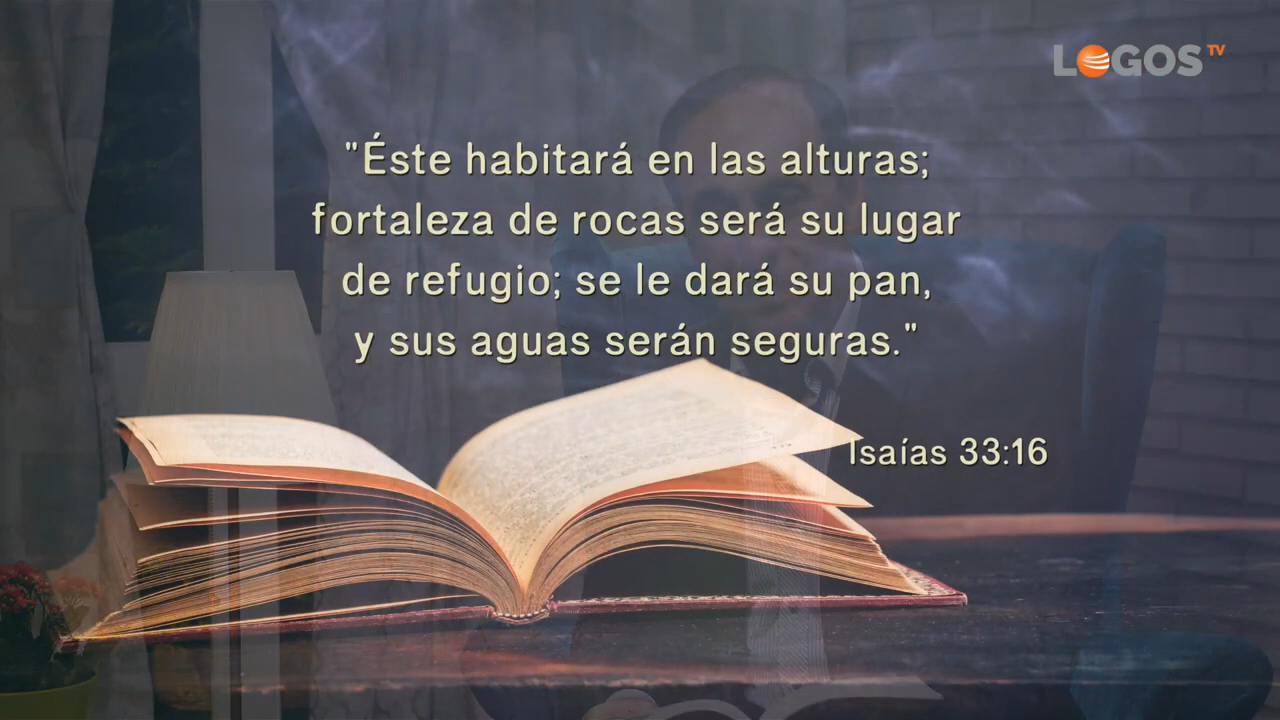 LOGOS TV
"Éste habitará en las alturas;
fortaleza de rocas será su lugar
de refugio; se le dará su pan,
y sus aguas serán seguras."
Isaías 33:16